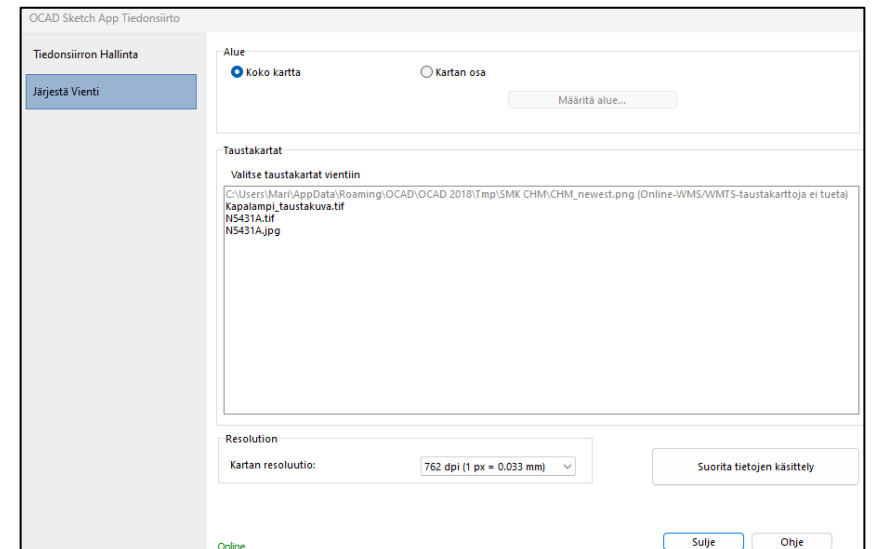 OCAD Sketch App Tiedonsiirto
Tiedonsiirron Hallinta
Järjestä Vienti
Alue
Koko kartta
Kartan osa
Määritä alue...
Taustakartat
Valitse taustakartat vientiin
C:\Users\Mari\AppData\Roaming\OCAD\OCAD 2018\Tmp\SMK CHM\CHM_newest.png (Online-WMS/WMTS-taustakarttoja ei tueta)
Kapalampi_taustakuva.tif
N5431A.tif
N5431A.jpg
Resolution
Kartan resoluutio:
762 dpi (1 px = 0.033 mm)
Suorita tietojen käsittely
Online
Sulje
Ohje